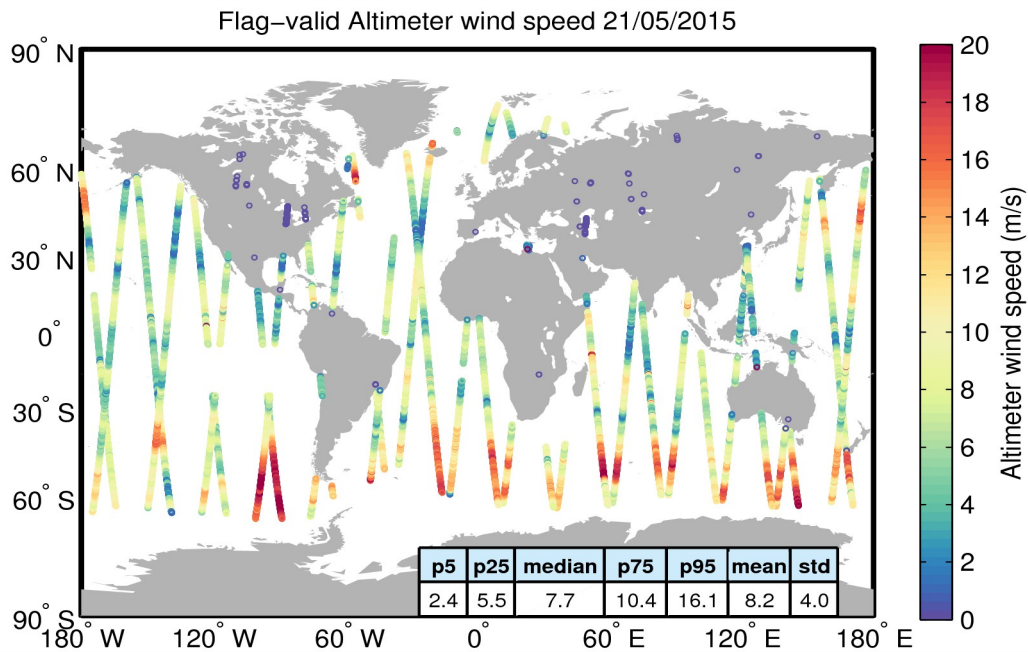 Flag−valid Altimeter wind speed 21/05/2015
90° N
60° N
30° N
0°
30° S
60° S
90° S
180° W
120° W
60° W
0°
60° E
120° E
180° E
p5 p25 median p75 p95 mean std
2.4 5.5 7.7 10.4 16.1 8.2 4.0
20
18
16
14
12
10
8
6
4
2
0
Altimeter wind speed (m/s)